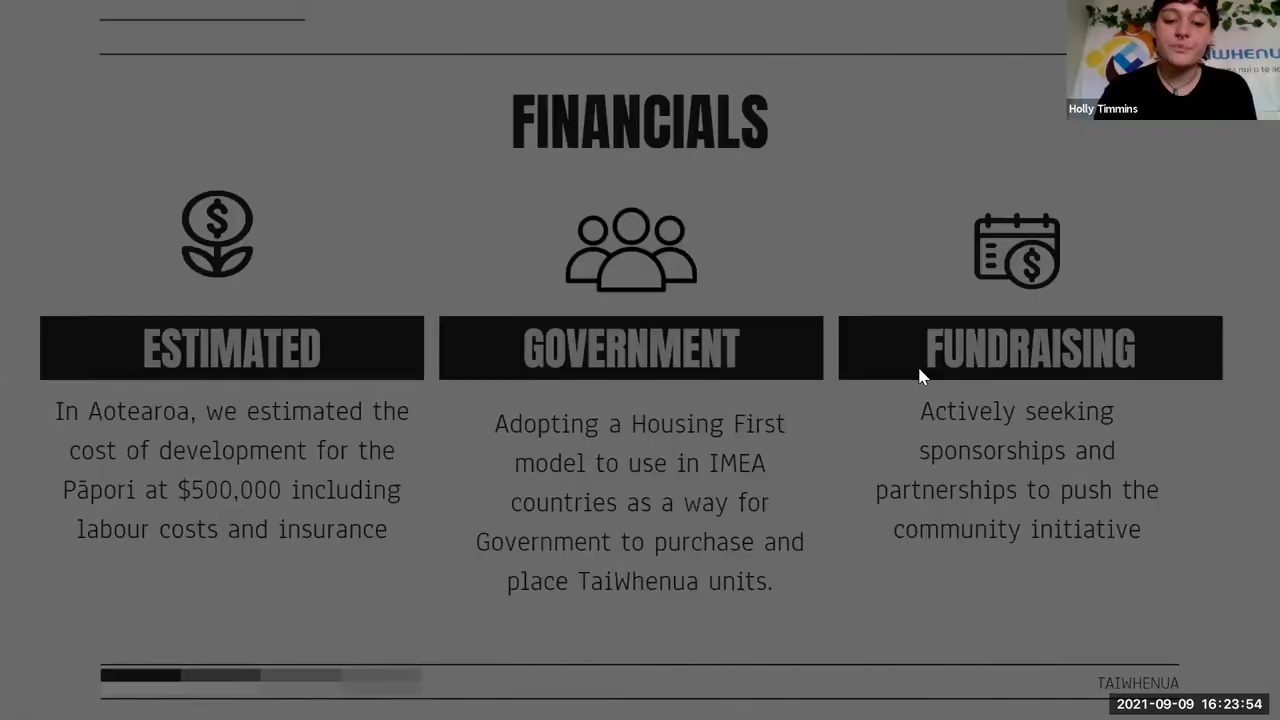 FINANCIALS
Holly Timmins
ESTIMATED
In Aotearoa, we estimated the
cost of development for the
Pāpori at $500,000 including
labour costs and insurance
GOVERNMENT
Adopting a Housing First
model to use in IMEA
countries as a way for
Government to purchase and
place TaiWhenua units.
FUNDRAISING
Actively seeking
sponsorships and
partnerships to push the
community initiative
TAIWHENUA
2021-09-09 16:23:54